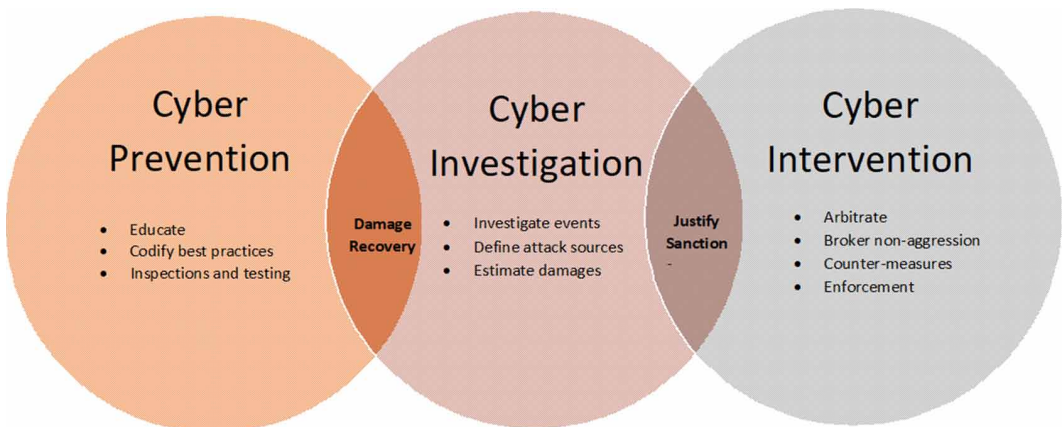 Cyber
Prevention
• Educate
• Codify best practices
• Inspections and testing
Damage
Recovery
Cyber
Investigation
• Investigate events
• Define attack sources
• Estimate damages
Justify
Sanction
-
Cyber
Intervention
• Arbitrate
• Broker non-aggression
• Counter-measures
• Enforcement